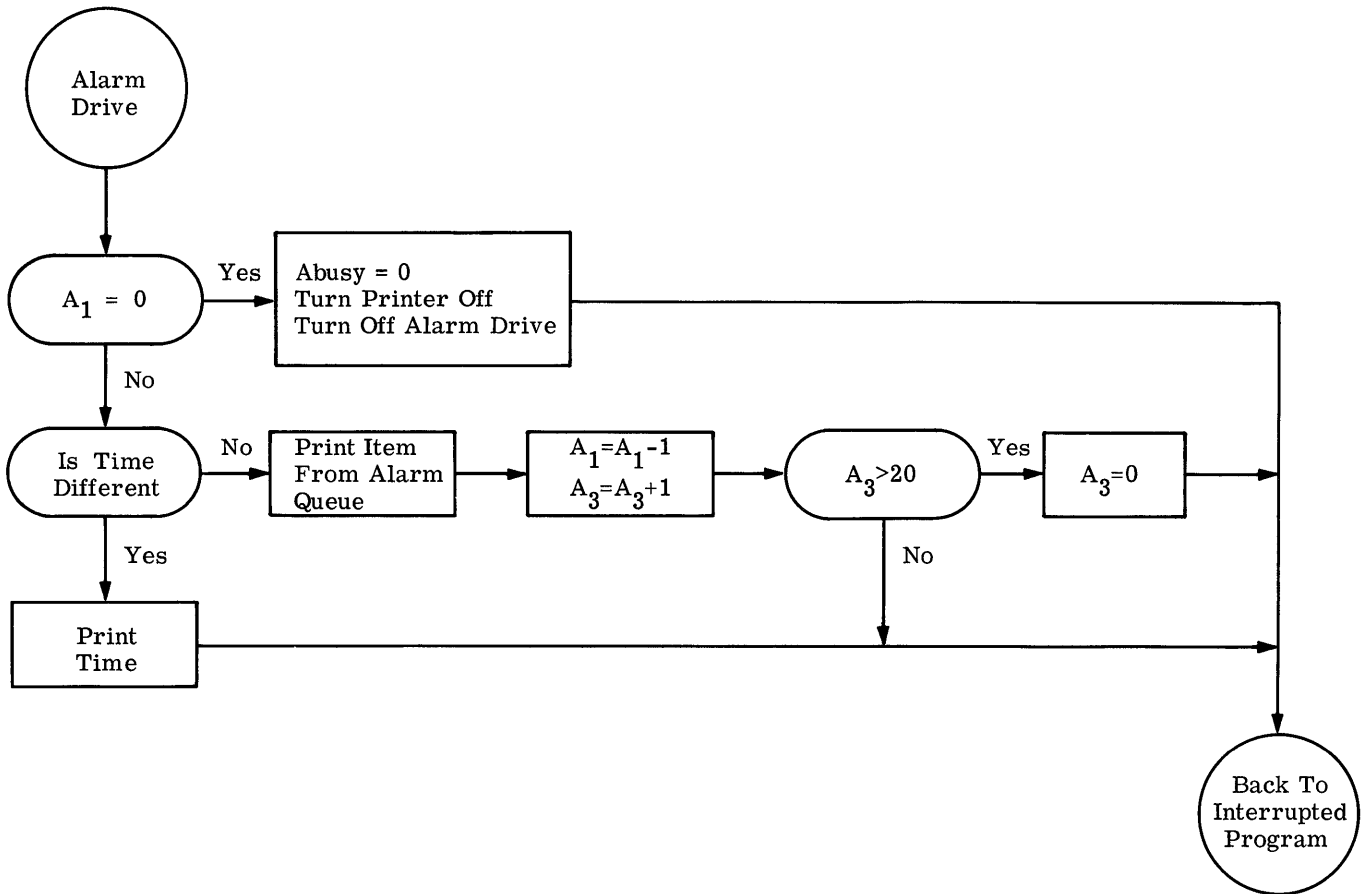 Alarm
Drive
A1 = 0
Yes
Abusy = 0
Turn Printer Off
Turn Off Alarm Drive
No
Is Time
Different
No
Print Item
From Alarm
Queue
A1=A1-1
A3=A3+1
A3>20
Yes
A3=0
Yes
No
Print
Time
Back To
Interrupted
Program